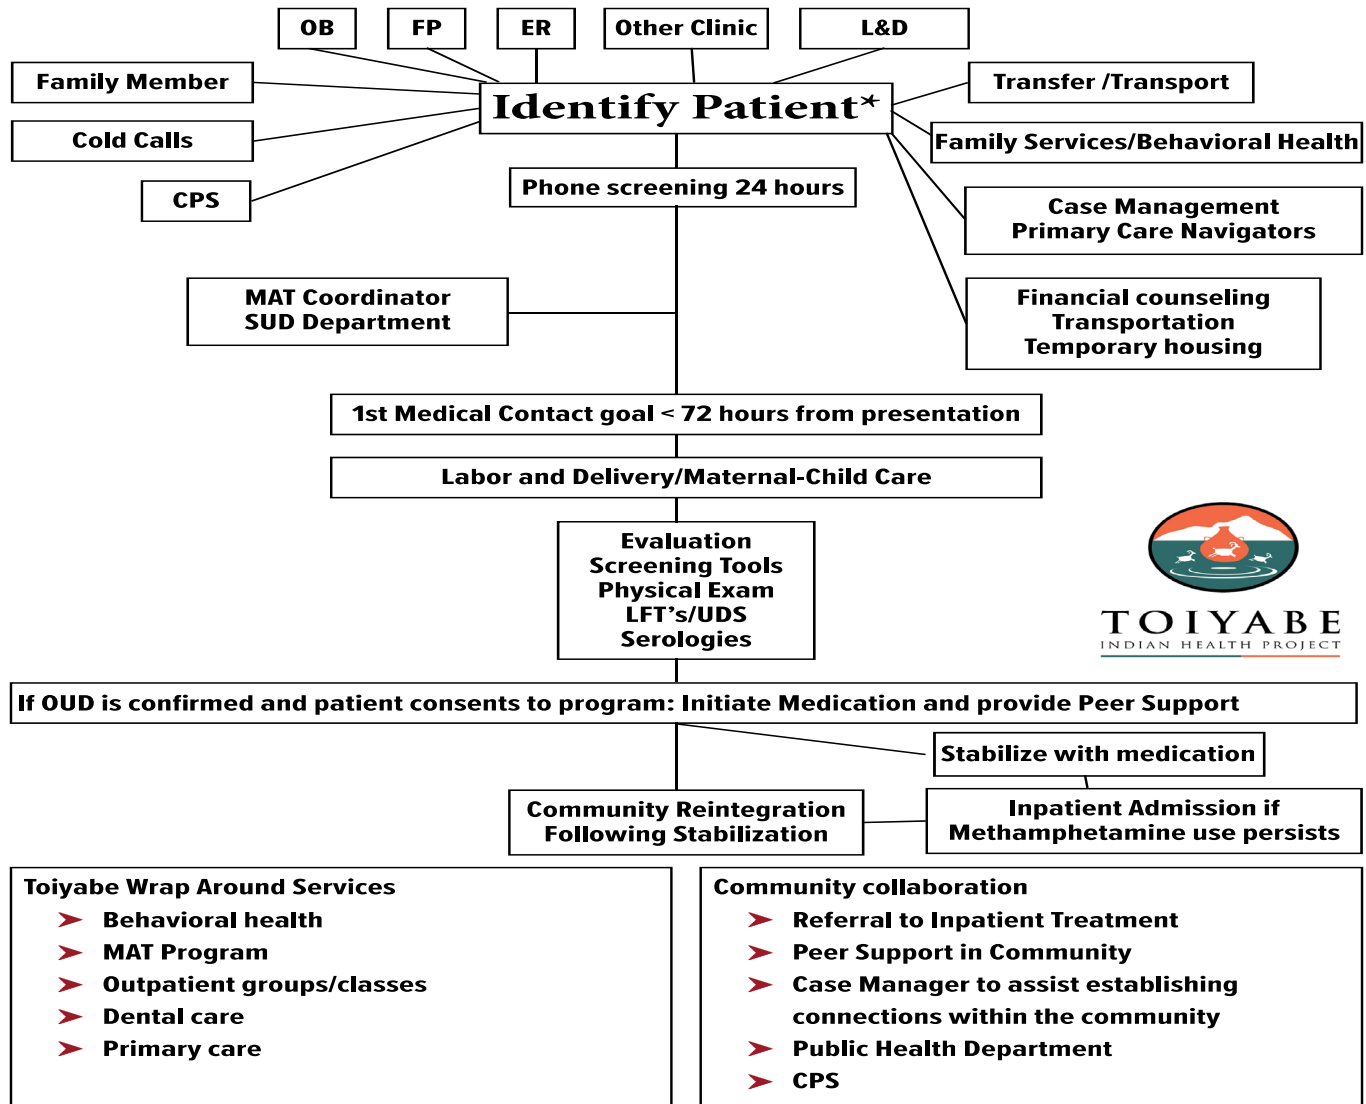 OB
FP
ER
Other Clinic
L&D
Family Member
Identify Patient*
Transfer /Transport
Cold Calls
Family Services/Behavioral Health
CPS
Phone screening 24 hours
Case Management
Primary Care Navigators
MAT Coordinator
SUD Department
Financial counseling
Transportation
Temporary housing
1st Medical Contact goal < 72 hours from presentation
Labor and Delivery/Maternal-Child Care
Evaluation
Screening Tools
Physical Exam
LFT's/UDS
Serologies
TOIYABE
INDIAN HEALTH PROJECT
If OUD is confirmed and patient consents to program: Initiate Medication and provide Peer Support
Stabilize with medication
Community Reintegration
Following Stabilization
Inpatient Admission if
Methamphetamine use persists
Toiyabe Wrap Around Services
➤ Behavioral health
➤ MAT Program
➤ Outpatient groups/classes
➤ Dental care
➤ Primary care
Community collaboration
➤ Referral to Inpatient Treatment
➤ Peer Support in Community
➤ Case Manager to assist establishing
connections within the community
➤ Public Health Department
➤ CPS